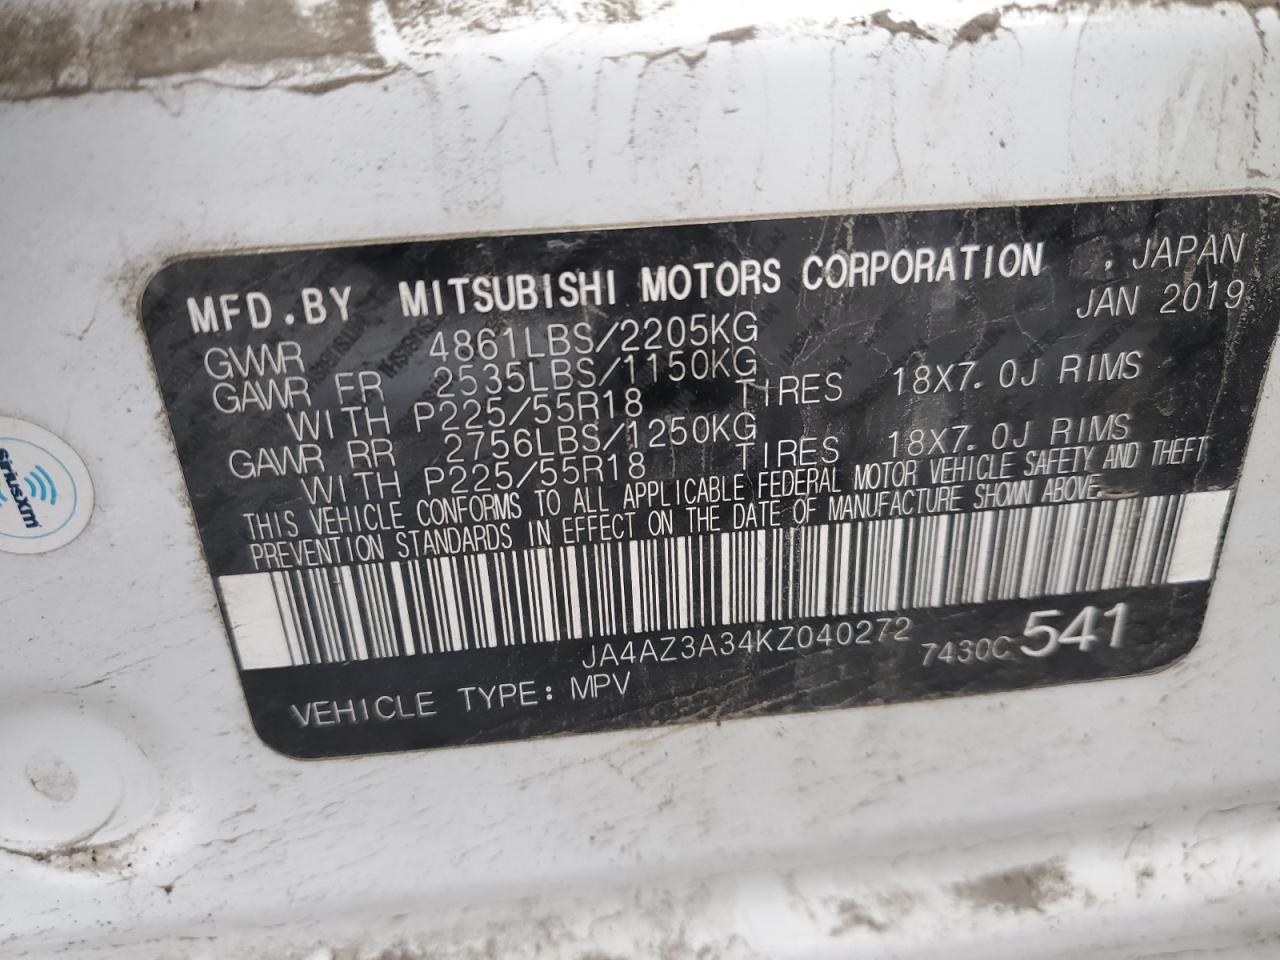 MFD.BY MITSUBISHI MOTORS CORPORATION , JAPAN
JAN 2019
GVWR 4861LBS/2205KG
GAWR FR 2535LBS/1150KG
WITH P225/55R18 TIRES 18X7.0J RIMS
GAWR RR 2756LBS/1250KG
WITH P225/55R18 TIRES 18X7.0J RIMS
THIS VEHICLE CONFORMS TO ALL APPLICABLE FEDERAL MOTOR VEHICLE SAFETY AND THEFT
PREVENTION STANDARDS IN EFFECT ON THE DATE OF MANUFACTURE SHOWN ABOVE.
JA4AZ3A34KZ040272 7430C 541
VEHICLE TYPE: MPV
siriusxm